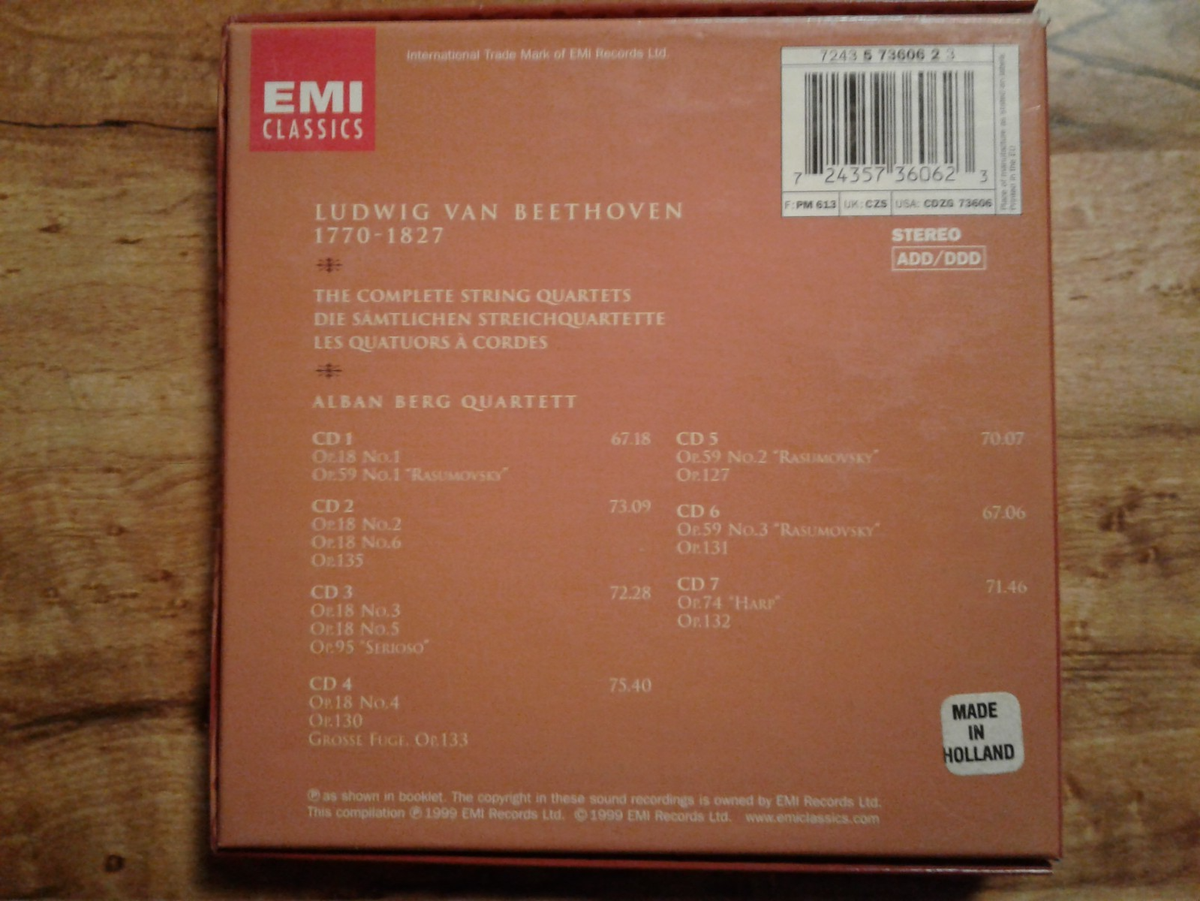 EMI
CLASSICS
International Trade Mark of EMI Records Ltd.
7243 5 73606 2 3
7 24357 36062 3
F: PM 613 UK: CZS USA: CDZG 73606
Printed in the EU
STEREO
ADD/DDD
LUDWIG VAN BEETHOVEN
1770-1827
THE COMPLETE STRING QUARTETS
DIE SÄMTLICHEN STREICHQUARTETTE
LES QUATUORS À CORDES
ALBAN BERG QUARTETT
CD 1 67.18
Op.18 No.1
Op.59 No.1 "Rasumovsky"
CD 2 73.09
Op.18 No.2
Op.18 No.6
Op.135
CD 3 72.28
Op.18 No.3
Op.18 No.5
Op.95 "Serioso"
CD 4 75.40
Op.18 No.4
Op.130
Grosse Fuge, Op.133
CD 5 70.07
Op.59 No.2 "Rasumovsky"
Op.127
CD 6 67.06
Op.59 No.3 "Rasumovsky"
Op.131
CD 7 71.46
Op.74 "Harp"
Op.132
MADE
IN
HOLLAND
℗ as shown in booklet. The copyright in these sound recordings is owned by EMI Records Ltd.
This compilation ℗ 1999 EMI Records Ltd. © 1999 EMI Records Ltd. www.emiclassics.com